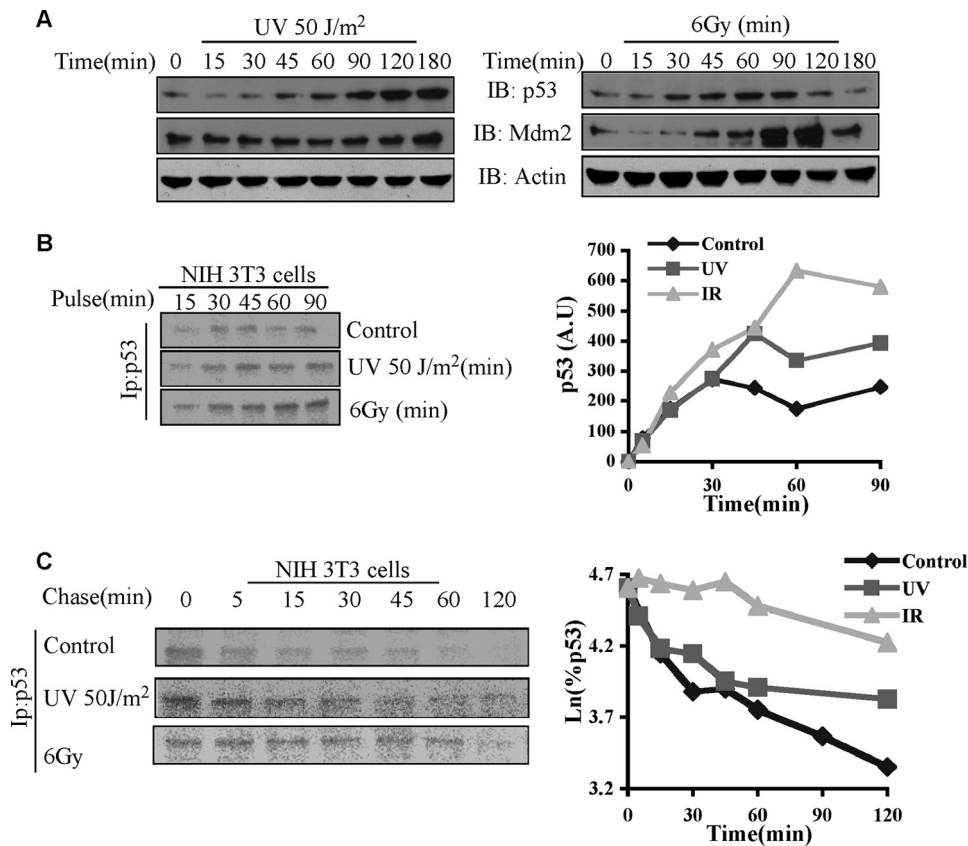 A
UV 50 J/m²
Time(min) 0 15 30 45 60 90 120 180
6Gy (min)
Time(min) 0 15 30 45 60 90 120 180
IB: p53
IB: Mdm2
IB: Actin
B
NIH 3T3 cells
Pulse(min) 15 30 45 60 90
Ip:p53
Control
UV 50 J/m²(min)
6Gy (min)
700
600
500
400
300
200
100
0
p53 (A.U)
Control
UV
IR
0 30 60 90
Time(min)
C
NIH 3T3 cells
Chase(min) 0 5 15 30 45 60 120
Ip:p53
Control
UV 50J/m²
6Gy
4.7
4.2
3.7
3.2
Ln(%p53)
Control
UV
IR
0 30 60 90 120
Time(min)